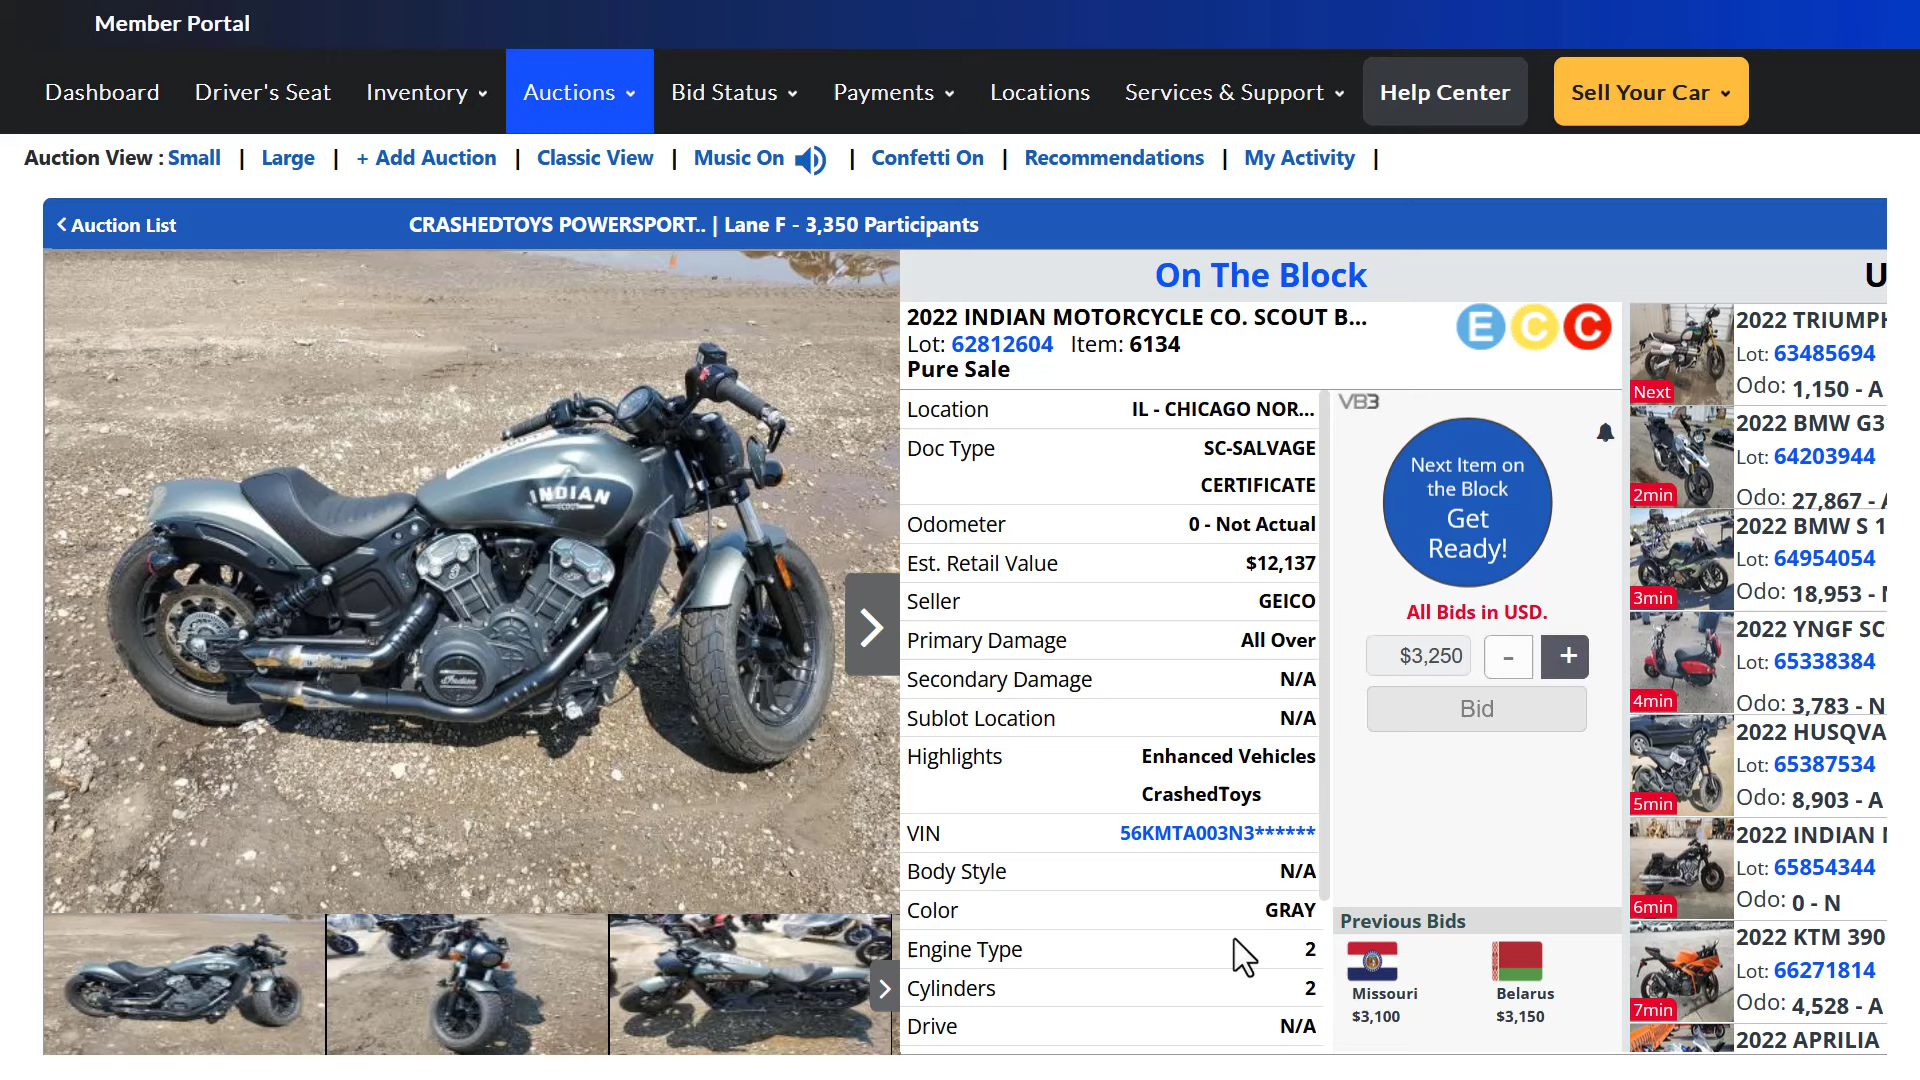 Member Portal
Dashboard Driver's Seat Inventory Auctions Bid Status Payments Locations Services & Support Help Center Sell Your Car
Auction View : Small | Large | + Add Auction | Classic View | Music On | Confetti On | Recommendations | My Activity |
Auction List CRASHEDTOYS POWERSPORT.. | Lane F - 3,350 Participants
On The Block
U
2022 INDIAN MOTORCYCLE CO. SCOUT B...
E C C
Lot: 62812604 Item: 6134
Pure Sale
Location IL - CHICAGO NOR...
Doc Type SC-SALVAGE
CERTIFICATE
Odometer 0 - Not Actual
Est. Retail Value $12,137
Seller GEICO
Primary Damage All Over
Secondary Damage N/A
Sublot Location N/A
Highlights Enhanced Vehicles
CrashedToys
VIN 56KMTA003N3******
Body Style N/A
Color GRAY
Engine Type 2
Cylinders 2
Drive N/A
VB3
Next Item on
the Block
Get
Ready!
All Bids in USD.
$3,250 - +
Bid
Previous Bids
Missouri
$3,100
Belarus
$3,150
2022 TRIUMPH
Lot: 63485694
Next
Odo: 1,150 - A
2022 BMW G3
Lot: 64203944
2min
Odo: 27,867 - A
2022 BMW S 1
Lot: 64954054
3min
Odo: 18,953 - N
2022 YNGF SC
Lot: 65338384
4min
Odo: 3,783 - N
2022 HUSQVA
Lot: 65387534
5min
Odo: 8,903 - A
2022 INDIAN M
Lot: 65854344
6min
Odo: 0 - N
2022 KTM 390
Lot: 66271814
7min
Odo: 4,528 - A
2022 APRILIA
INDIAN
SCOUT
Indian